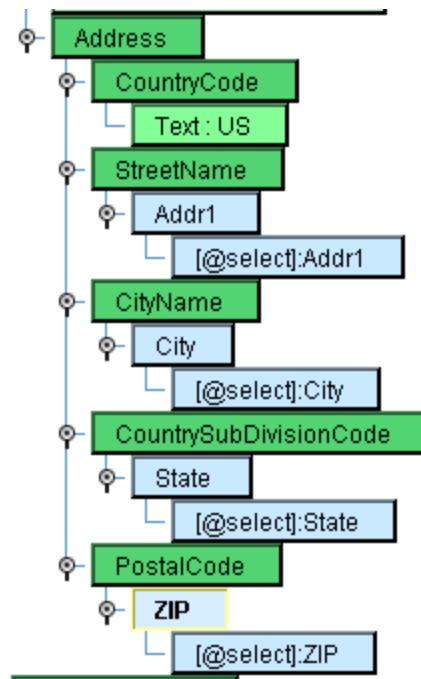 Address
CountryCode
Text : US
StreetName
Addr1
[@select]:Addr1
CityName
City
[@select]:City
CountrySubDivisionCode
State
[@select]:State
PostalCode
ZIP
[@select]:ZIP